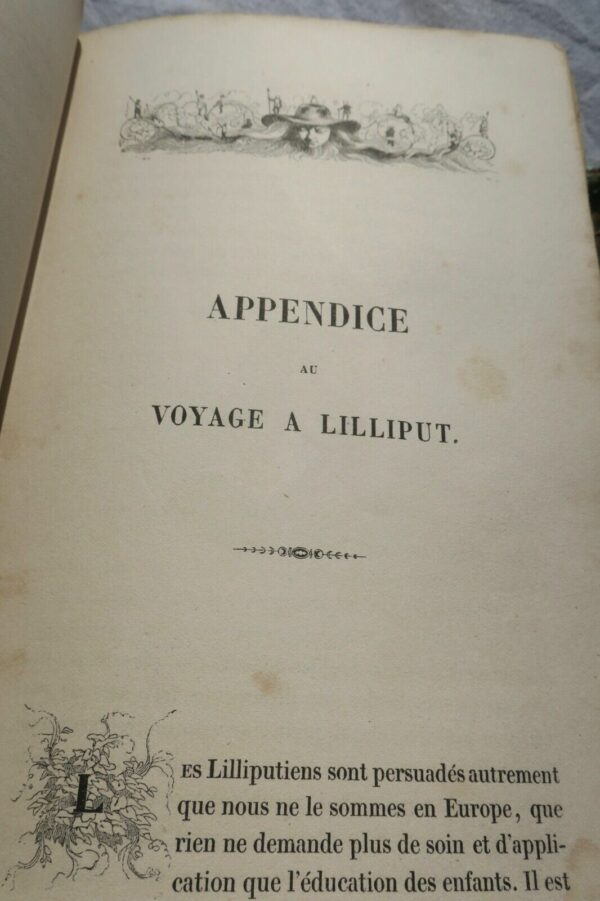 APPENDICE
AU
VOYAGE A LILLIPUT.
LES Lilliputiens sont persuadés autrement
que nous ne le sommes en Europe, que
rien ne demande plus de soin et d'appli-
cation que l'éducation des enfants. Il est